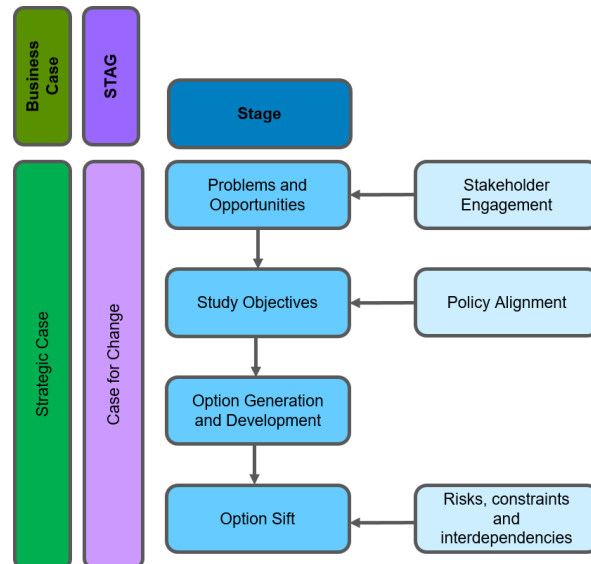 Business
Case
STAG
Stage
Strategic Case
Case for Change
Problems and
Opportunities
Stakeholder
Engagement
Study Objectives
Policy Alignment
Option Generation
and Development
Option Sift
Risks, constraints
and
interdependencies